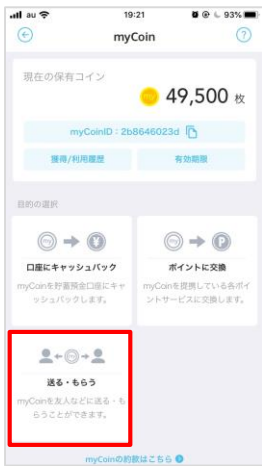 au 19:21 93%
myCoin ?
現在の保有コイン
my 49,500 枚
myCoinID：2b8646023d
獲得/利用履歴 有効期限
目的の選択
my ¥
口座にキャッシュバック
myCoinを貯蓄預金口座にキャ
ッシュバックします。
my P
ポイントに交換
myCoinを提携している各ポイ
ントサービスに交換します。
my
送る・もらう
myCoinを友人などに送る・も
らうことができます。
myCoinの約款はこちら